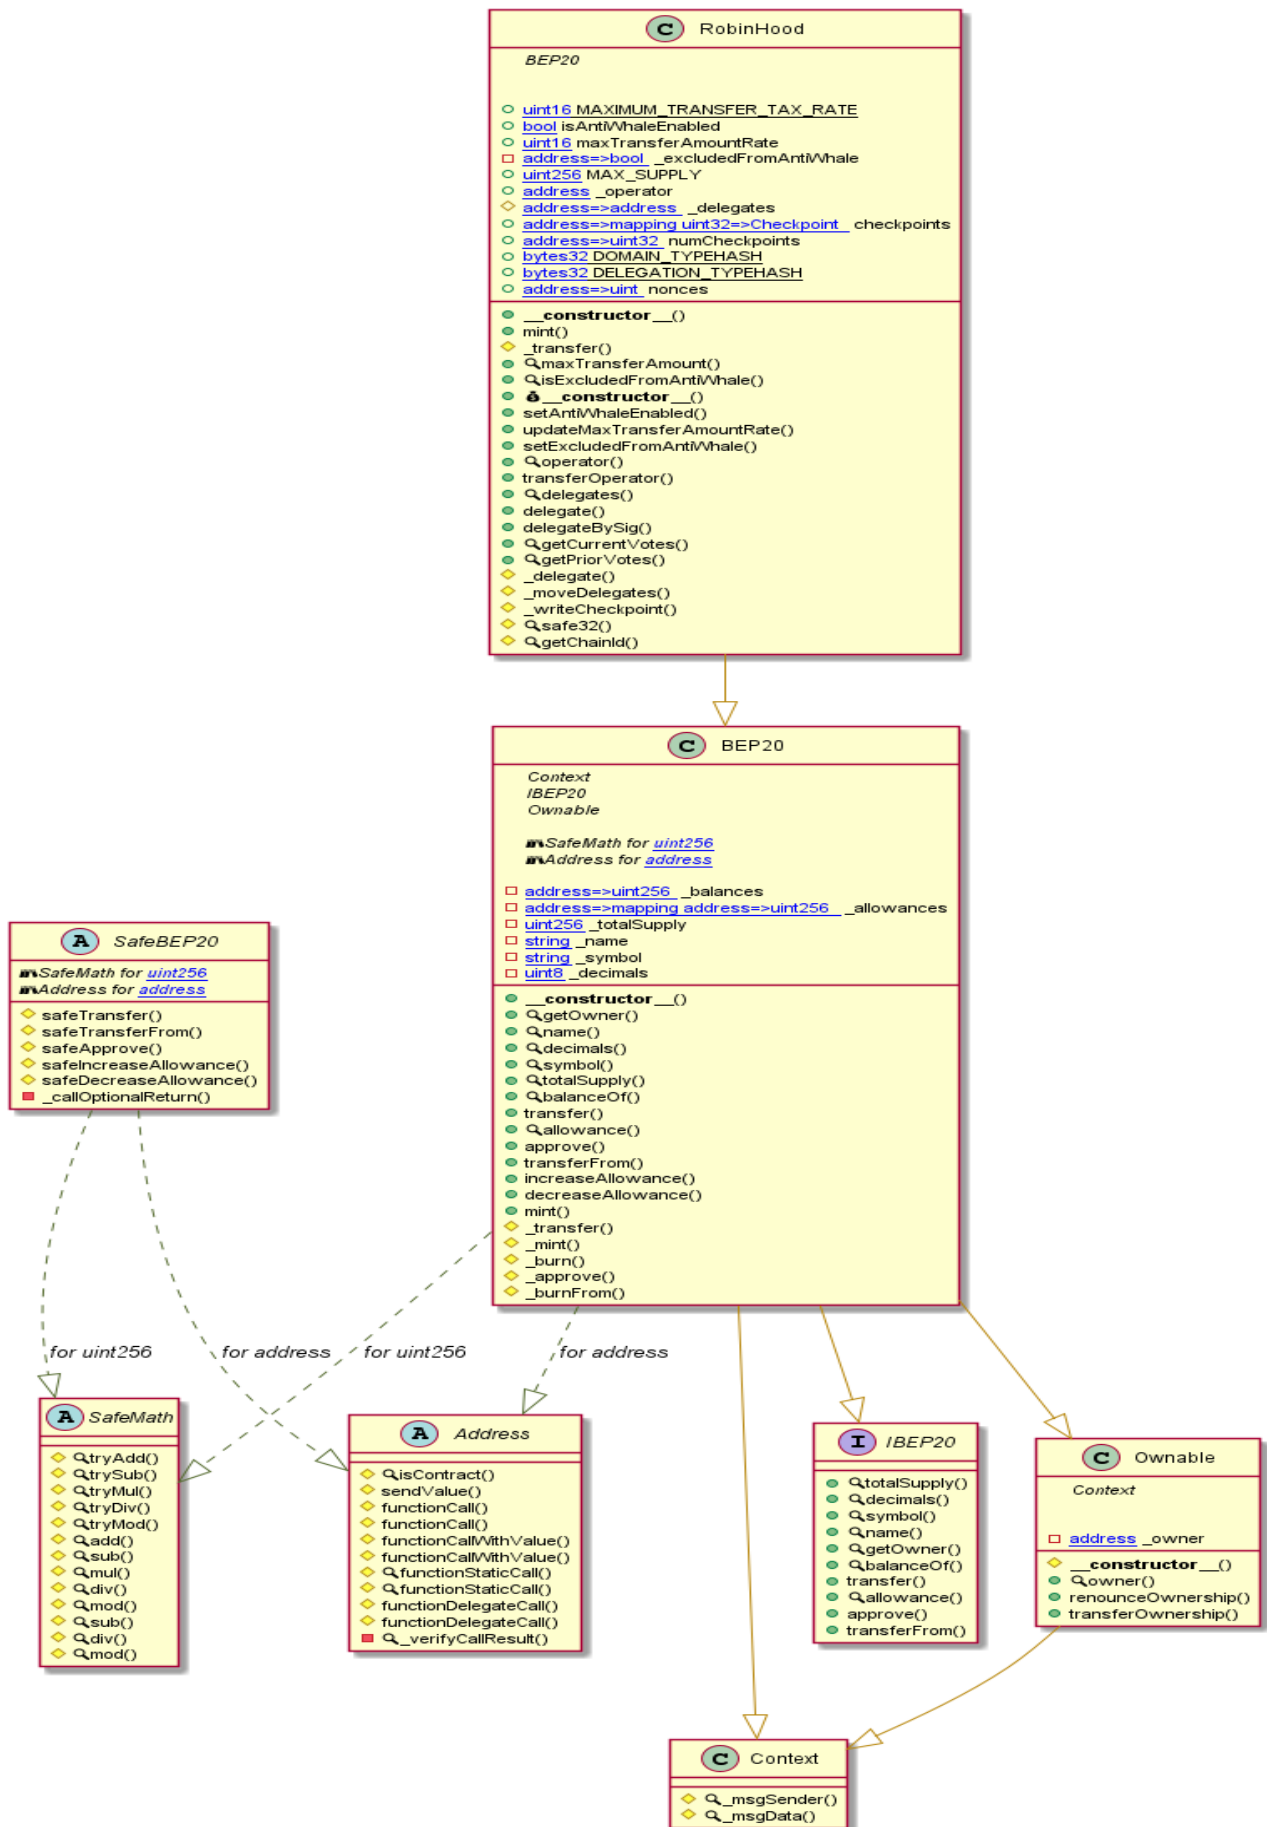 C RobinHood
BEP20
uint16 MAXIMUM_TRANSFER_TAX_RATE
bool isAntiWhaleEnabled
uint16 maxTransferAmountRate
address=>bool _excludedFromAntiWhale
uint256 MAX_SUPPLY
address _operator
address=>address _delegates
address=>mapping uint32=>Checkpoint checkpoints
address=>uint32 numCheckpoints
bytes32 DOMAIN_TYPEHASH
bytes32 DELEGATION_TYPEHASH
address=>uint nonces
__constructor__()
mint()
_transfer()
maxTransferAmount()
isExcludedFromAntiWhale()
__constructor__()
setAntiWhaleEnabled()
updateMaxTransferAmountRate()
setExcludedFromAntiWhale()
operator()
transferOperator()
delegates()
delegate()
delegateBySig()
getCurrentVotes()
getPriorVotes()
_delegate()
_moveDelegates()
_writeCheckpoint()
safe32()
getChainId()
C BEP20
Context
IBEP20
Ownable
SafeMath for uint256
Address for address
address=>uint256 _balances
address=>mapping address=>uint256 _allowances
uint256 _totalSupply
string _name
string _symbol
uint8 _decimals
__constructor__()
getOwner()
name()
decimals()
symbol()
totalSupply()
balanceOf()
transfer()
allowance()
approve()
transferFrom()
increaseAllowance()
decreaseAllowance()
mint()
_transfer()
_mint()
_burn()
_approve()
_burnFrom()
A SafeBEP20
SafeMath for uint256
Address for address
safeTransfer()
safeTransferFrom()
safeApprove()
safeIncreaseAllowance()
safeDecreaseAllowance()
_callOptionalReturn()
for uint256
for address
for uint256
for address
A SafeMath
tryAdd()
trySub()
tryMul()
tryDiv()
tryMod()
add()
sub()
mul()
div()
mod()
sub()
div()
mod()
A Address
isContract()
sendValue()
functionCall()
functionCall()
functionCallWithValue()
functionCallWithValue()
functionStaticCall()
functionStaticCall()
functionDelegateCall()
functionDelegateCall()
_verifyCallResult()
I IBEP20
totalSupply()
decimals()
symbol()
name()
getOwner()
balanceOf()
transfer()
allowance()
approve()
transferFrom()
C Ownable
Context
address _owner
__constructor__()
owner()
renounceOwnership()
transferOwnership()
C Context
_msgSender()
_msgData()